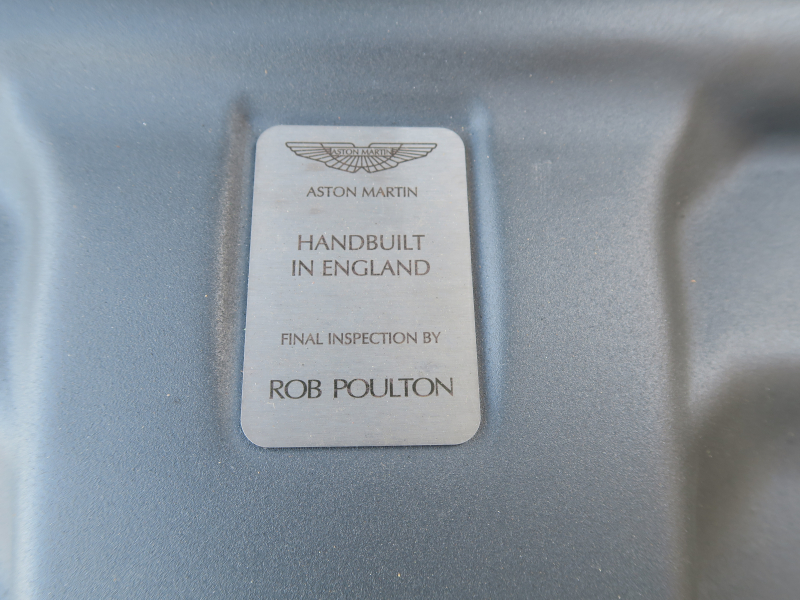 ASTON MARTIN
ASTON MARTIN
HANDBUILT
IN ENGLAND
FINAL INSPECTION BY
ROB POULTON